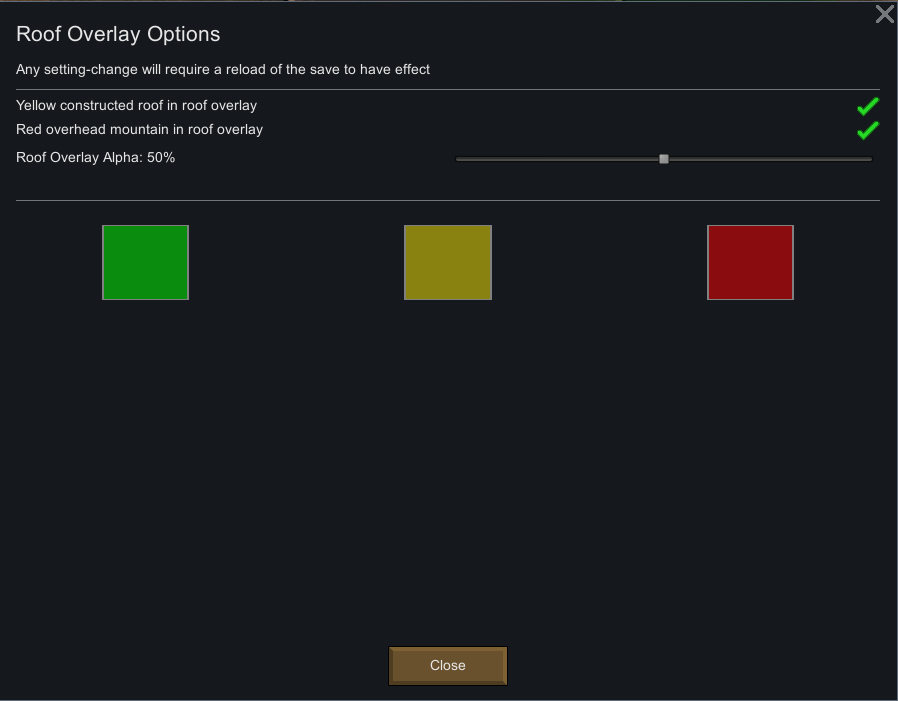 Roof Overlay Options
Any setting-change will require a reload of the save to have effect
Yellow constructed roof in roof overlay
Red overhead mountain in roof overlay
Roof Overlay Alpha: 50%
Close